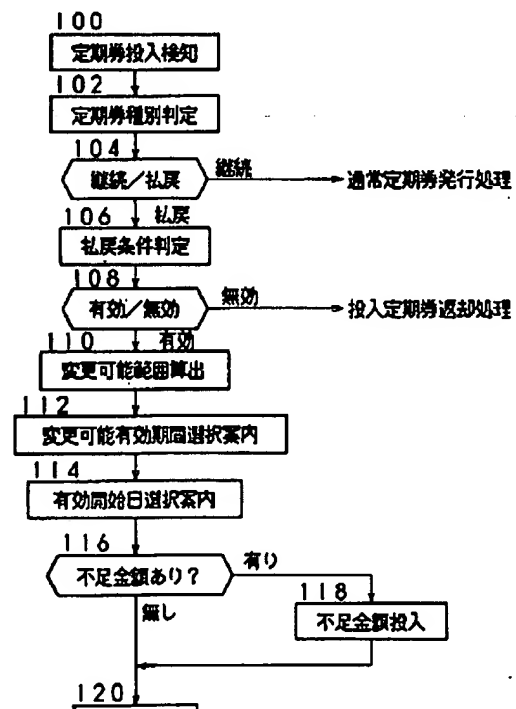 100
定期券投入検知
102
定期券種別判定
104
継続/払戻
継続
通常定期券発行処理
106
払戻
払戻条件判定
108
有効/無効
無効
投入定期券返却処理
110
有効
変更可能範囲算出
112
変更可能有効期間選択案内
114
有効開始日選択案内
116
不足金額あり?
有り
無し
118
不足金額投入
120